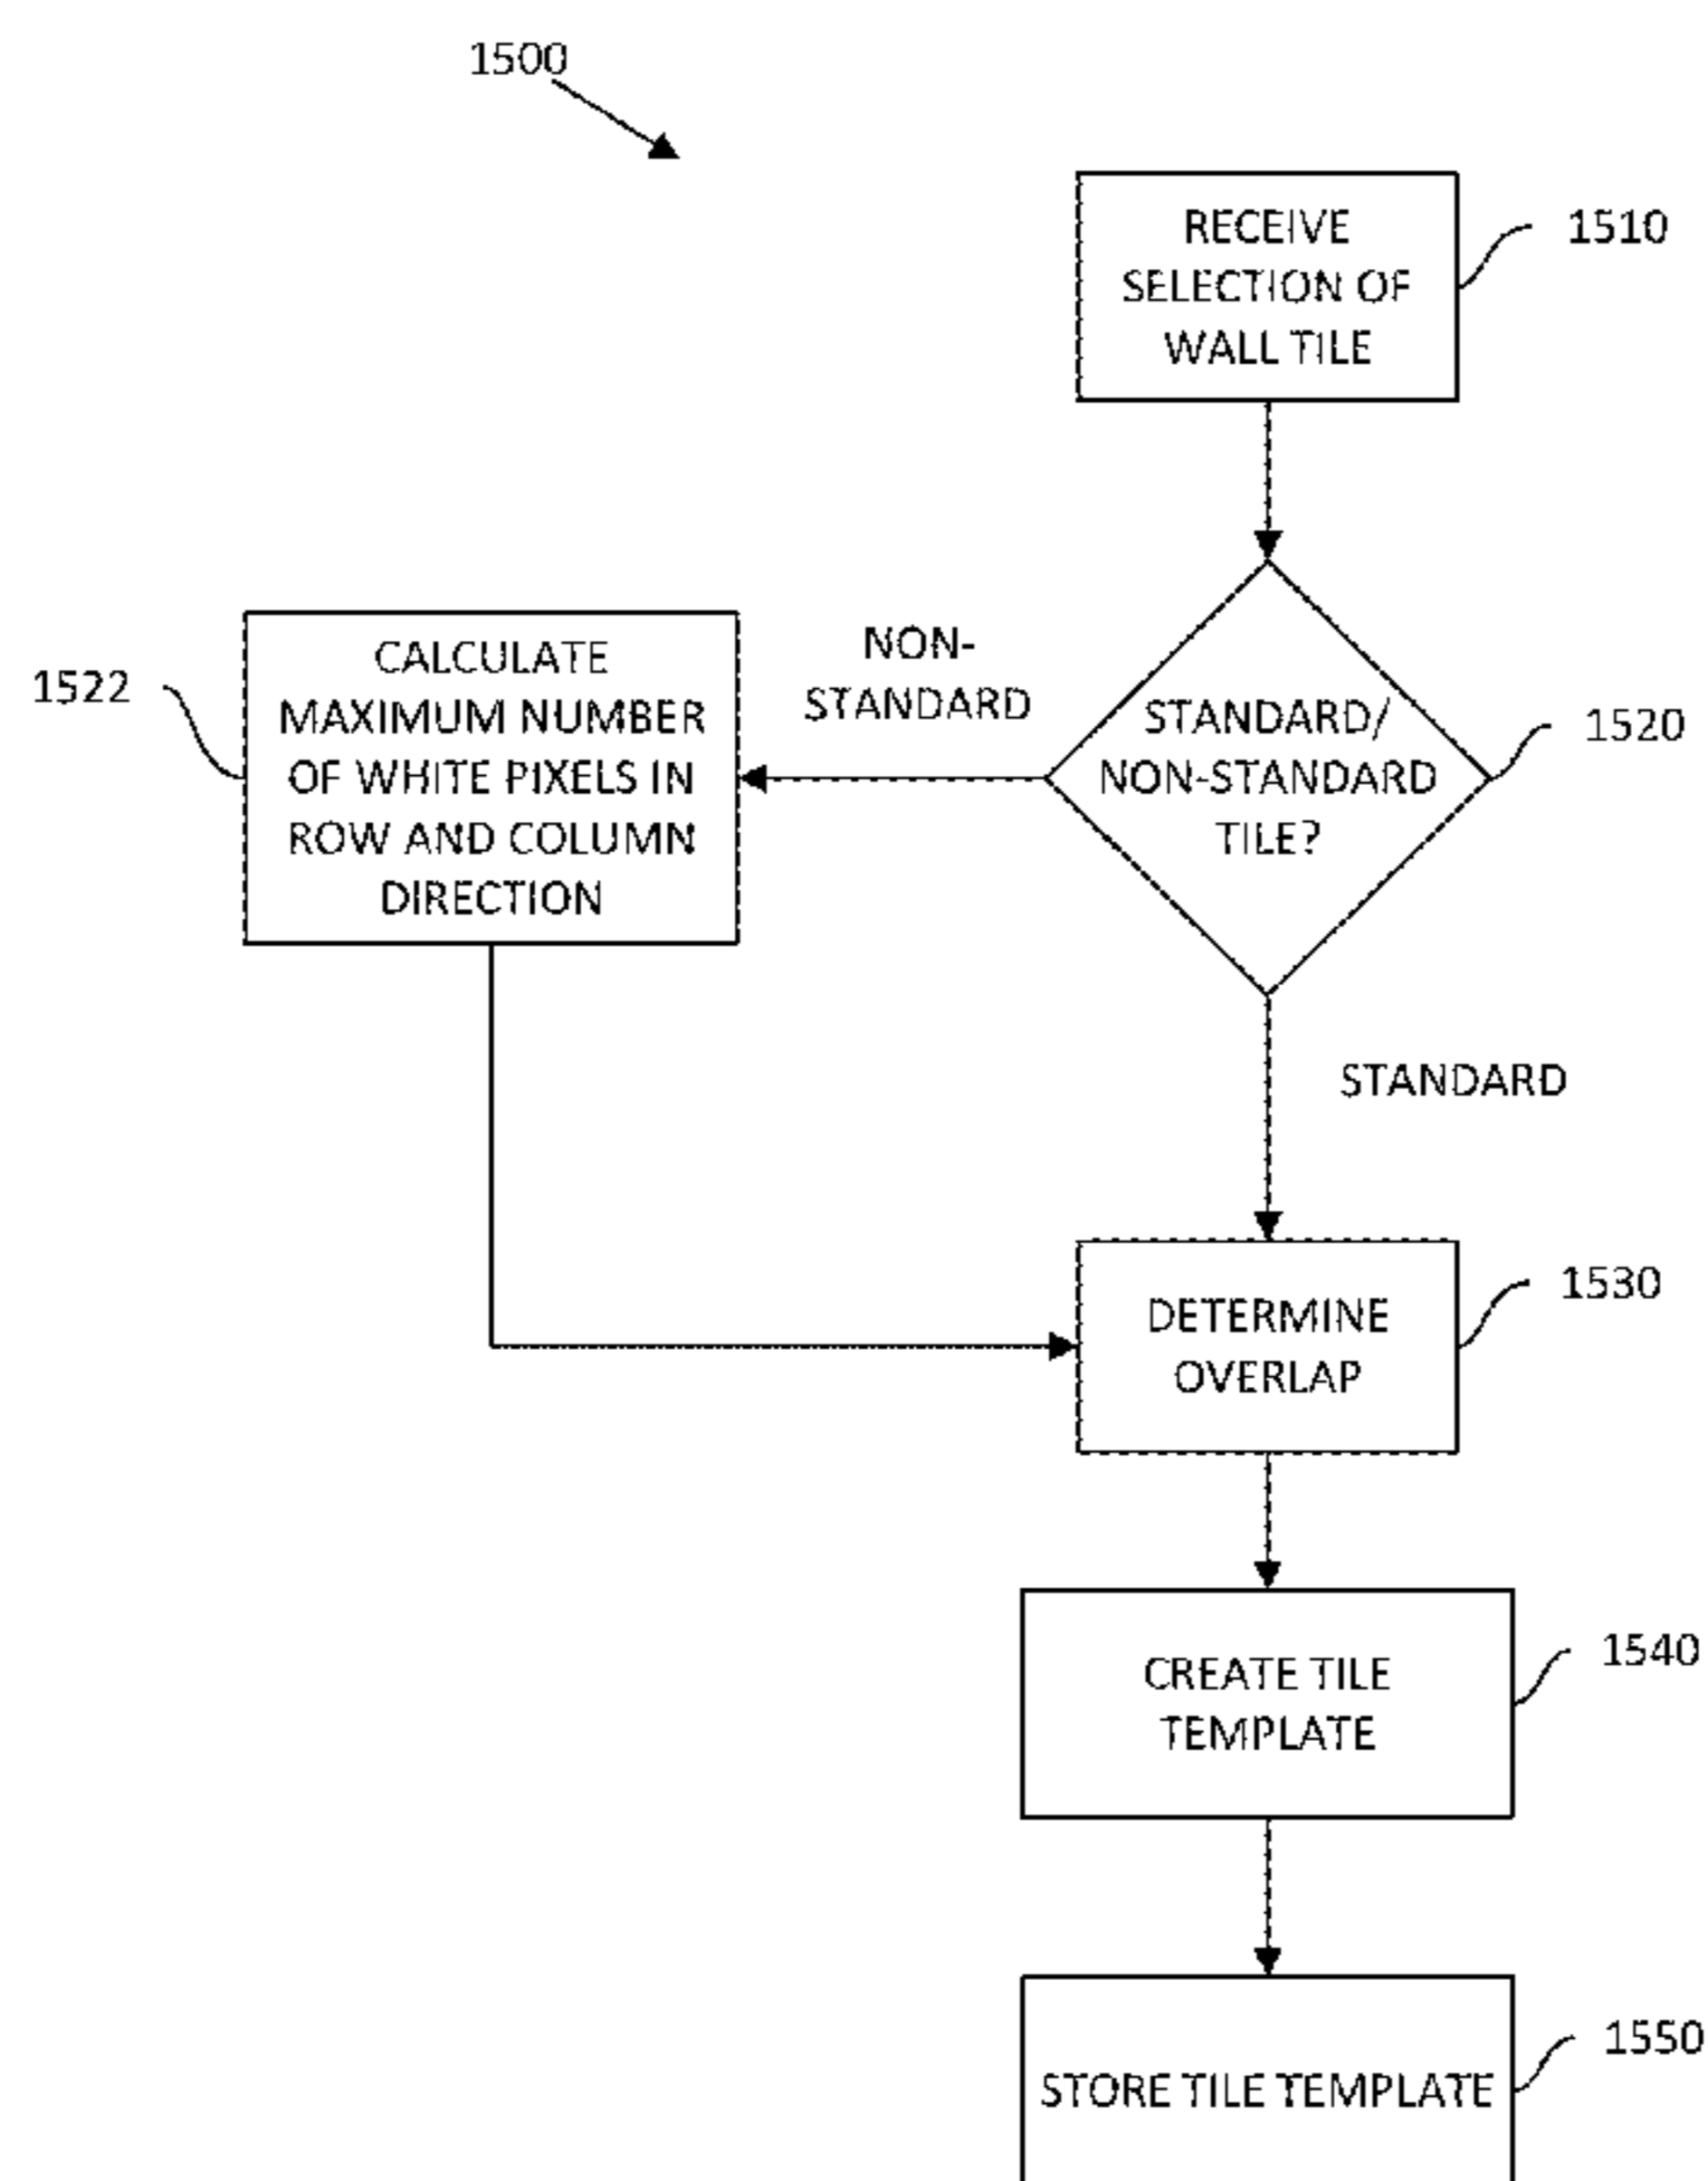 1500
RECEIVE
SELECTION OF
WALL TILE
1510
CALCULATE
MAXIMUM NUMBER
OF WHITE PIXELS IN
ROW AND COLUMN
DIRECTION
1522
NON-
STANDARD
STANDARD/
NON-STANDARD
TILE?
1520
STANDARD
DETERMINE
OVERLAP
1530
CREATE TILE
TEMPLATE
1540
STORE TILE TEMPLATE
1550